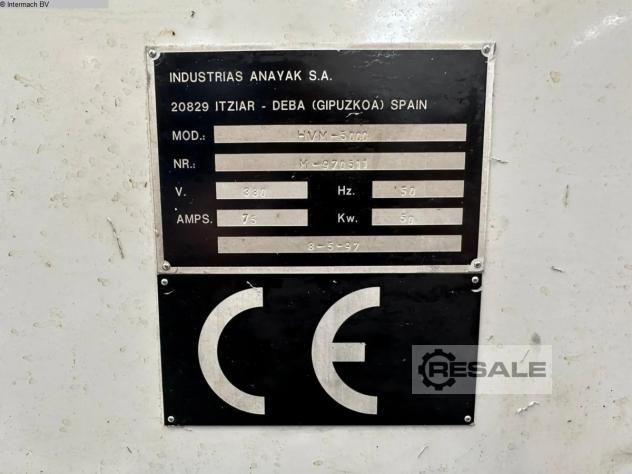 © Intermach BV
INDUSTRIAS ANAYAK S.A.
20829 ITZIAR - DEBA (GIPUZKOA) SPAIN
MOD.: HVM-5000
NR.: M-970511
V. 330 Hz. 50
AMPS. 75 Kw. 50
8-5-97
CE
RESALE